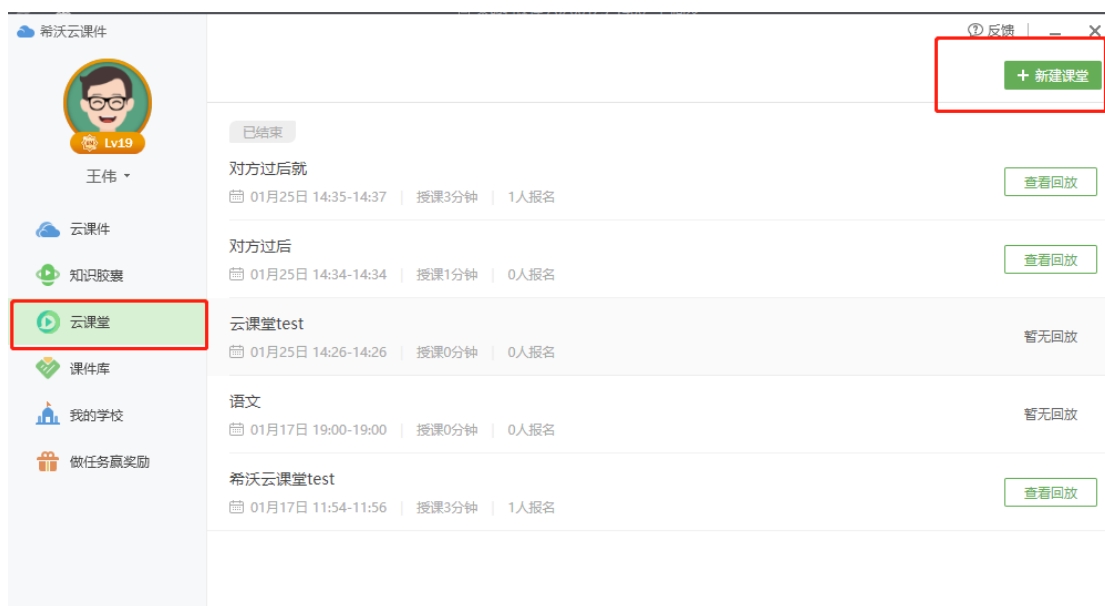 希沃云课件
反馈
+ 新建课堂
Lv19
王伟
云课件
知识胶囊
云课堂
课件库
我的学校
做任务赢奖励
已结束
对方过后就
01月25日 14:35-14:37 | 授课3分钟 | 1人报名
查看回放
对方过后
01月25日 14:34-14:34 | 授课1分钟 | 0人报名
查看回放
云课堂test
01月25日 14:26-14:26 | 授课0分钟 | 0人报名
暂无回放
语文
01月17日 19:00-19:00 | 授课0分钟 | 0人报名
暂无回放
希沃云课堂test
01月17日 11:54-11:56 | 授课3分钟 | 1人报名
查看回放